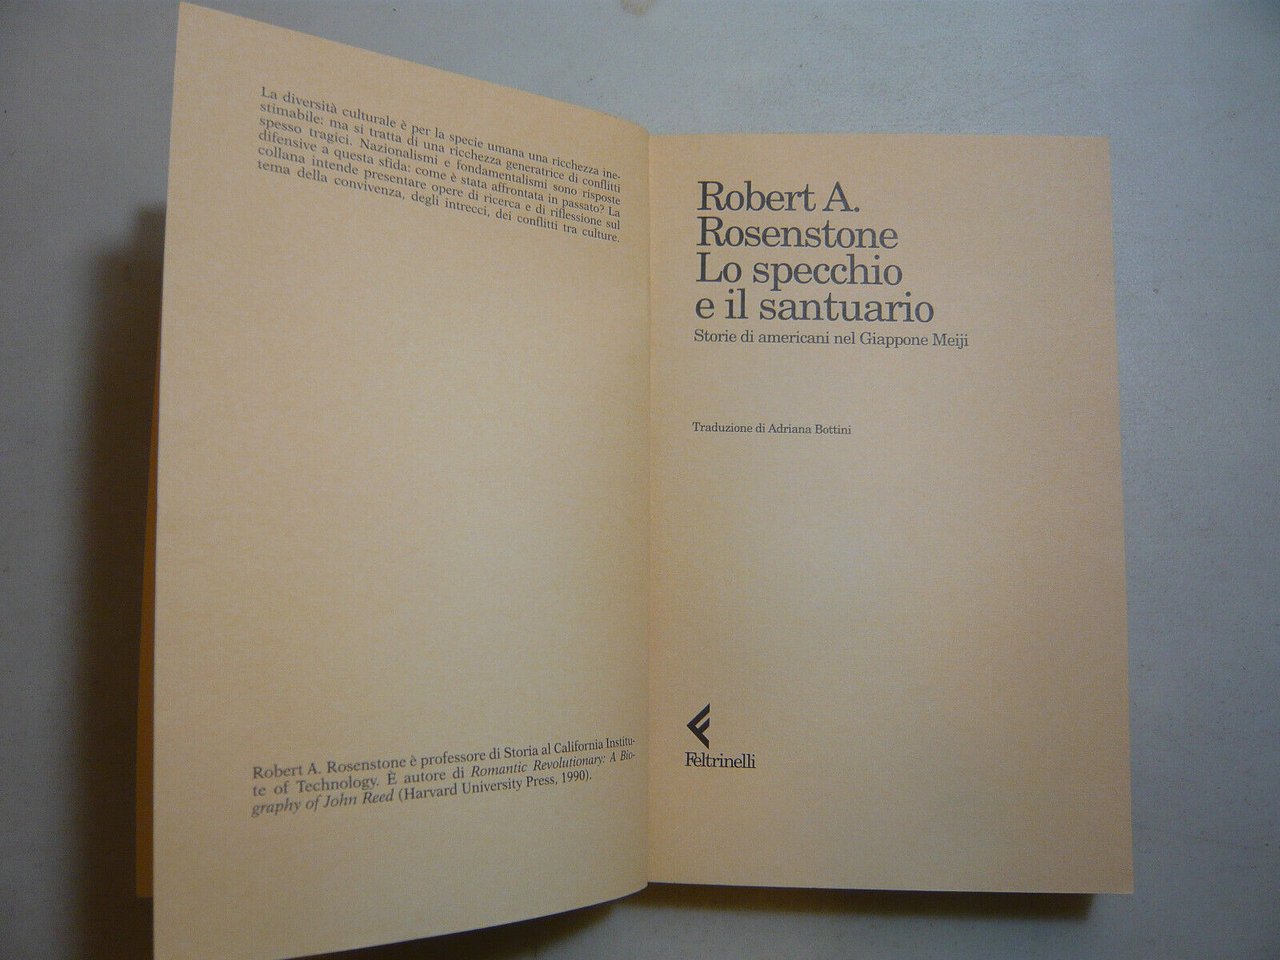 La diversità culturale è per la specie umana una ricchezza ine-
stimabile: ma si tratta di una ricchezza generatrice di conflitti
spesso tragici. Nazionalismi e fondamentalismi sono risposte
difensive a questa sfida: come è stata affrontata in passato? La
collana intende presentare opere di ricerca e di riflessione sul
tema della convivenza, degli intrecci, dei conflitti tra culture.
Robert A. Rosenstone è professore di Storia al California Institu-
te of Technology. È autore di Romantic Revolutionary: A Bio-
graphy of John Reed (Harvard University Press, 1990).
Robert A.
Rosenstone
Lo specchio
e il santuario
Storie di americani nel Giappone Meiji
Traduzione di Adriana Bottini
Feltrinelli